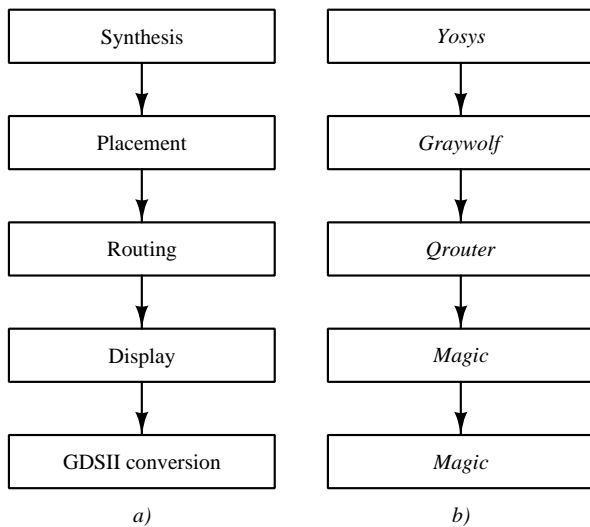 Synthesis
Placement
Routing
Display
GDSII conversion
a)
Yosys
Graywolf
Qrouter
Magic
Magic
b)